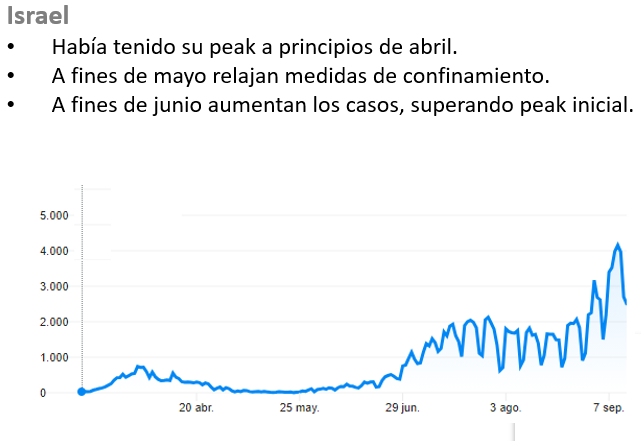 Israel
• Había tenido su peak a principios de abril.
• A fines de mayo relajan medidas de confinamiento.
• A fines de junio aumentan los casos, superando peak inicial.
5.000
4.000
3.000
2.000
1.000
0
20 abr. 25 may. 29 jun. 3 ago. 7 sep.